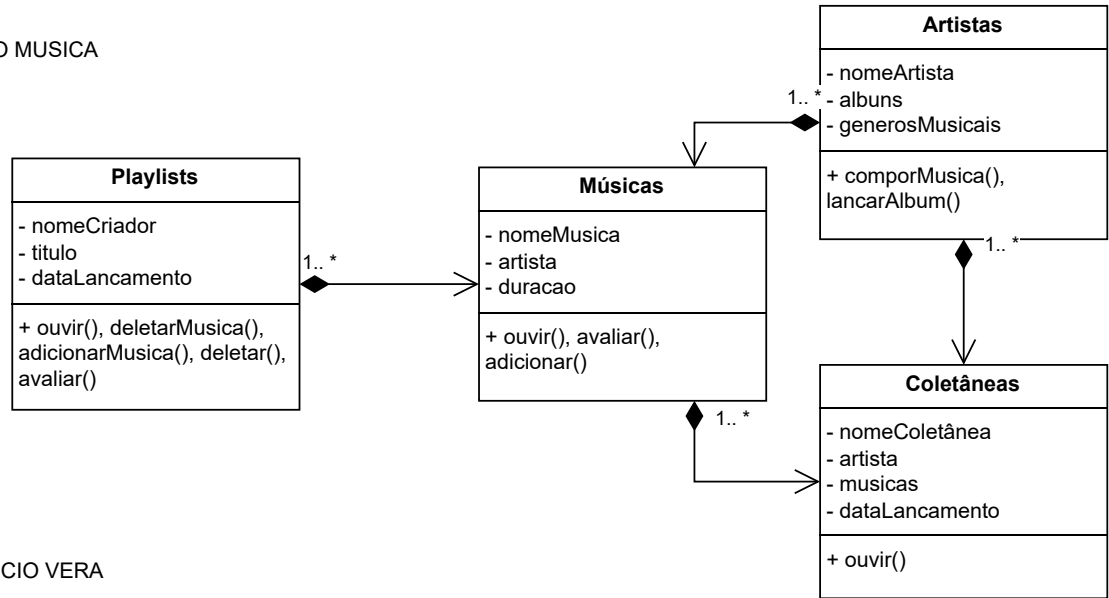 O MUSICA
Artistas
- nomeArtista
- albuns
- generosMusicais
+ comporMusica(),
lancarAlbum()
1.. *
1.. *
Playlists
- nomeCriador
- titulo
- dataLancamento
+ ouvir(), deletarMusica(),
adicionarMusica(), deletar(),
avaliar()
1.. *
Músicas
- nomeMusica
- artista
- duracao
+ ouvir(), avaliar(),
adicionar()
1.. *
Coletâneas
- nomeColetânea
- artista
- musicas
- dataLancamento
+ ouvir()
CIO VERA